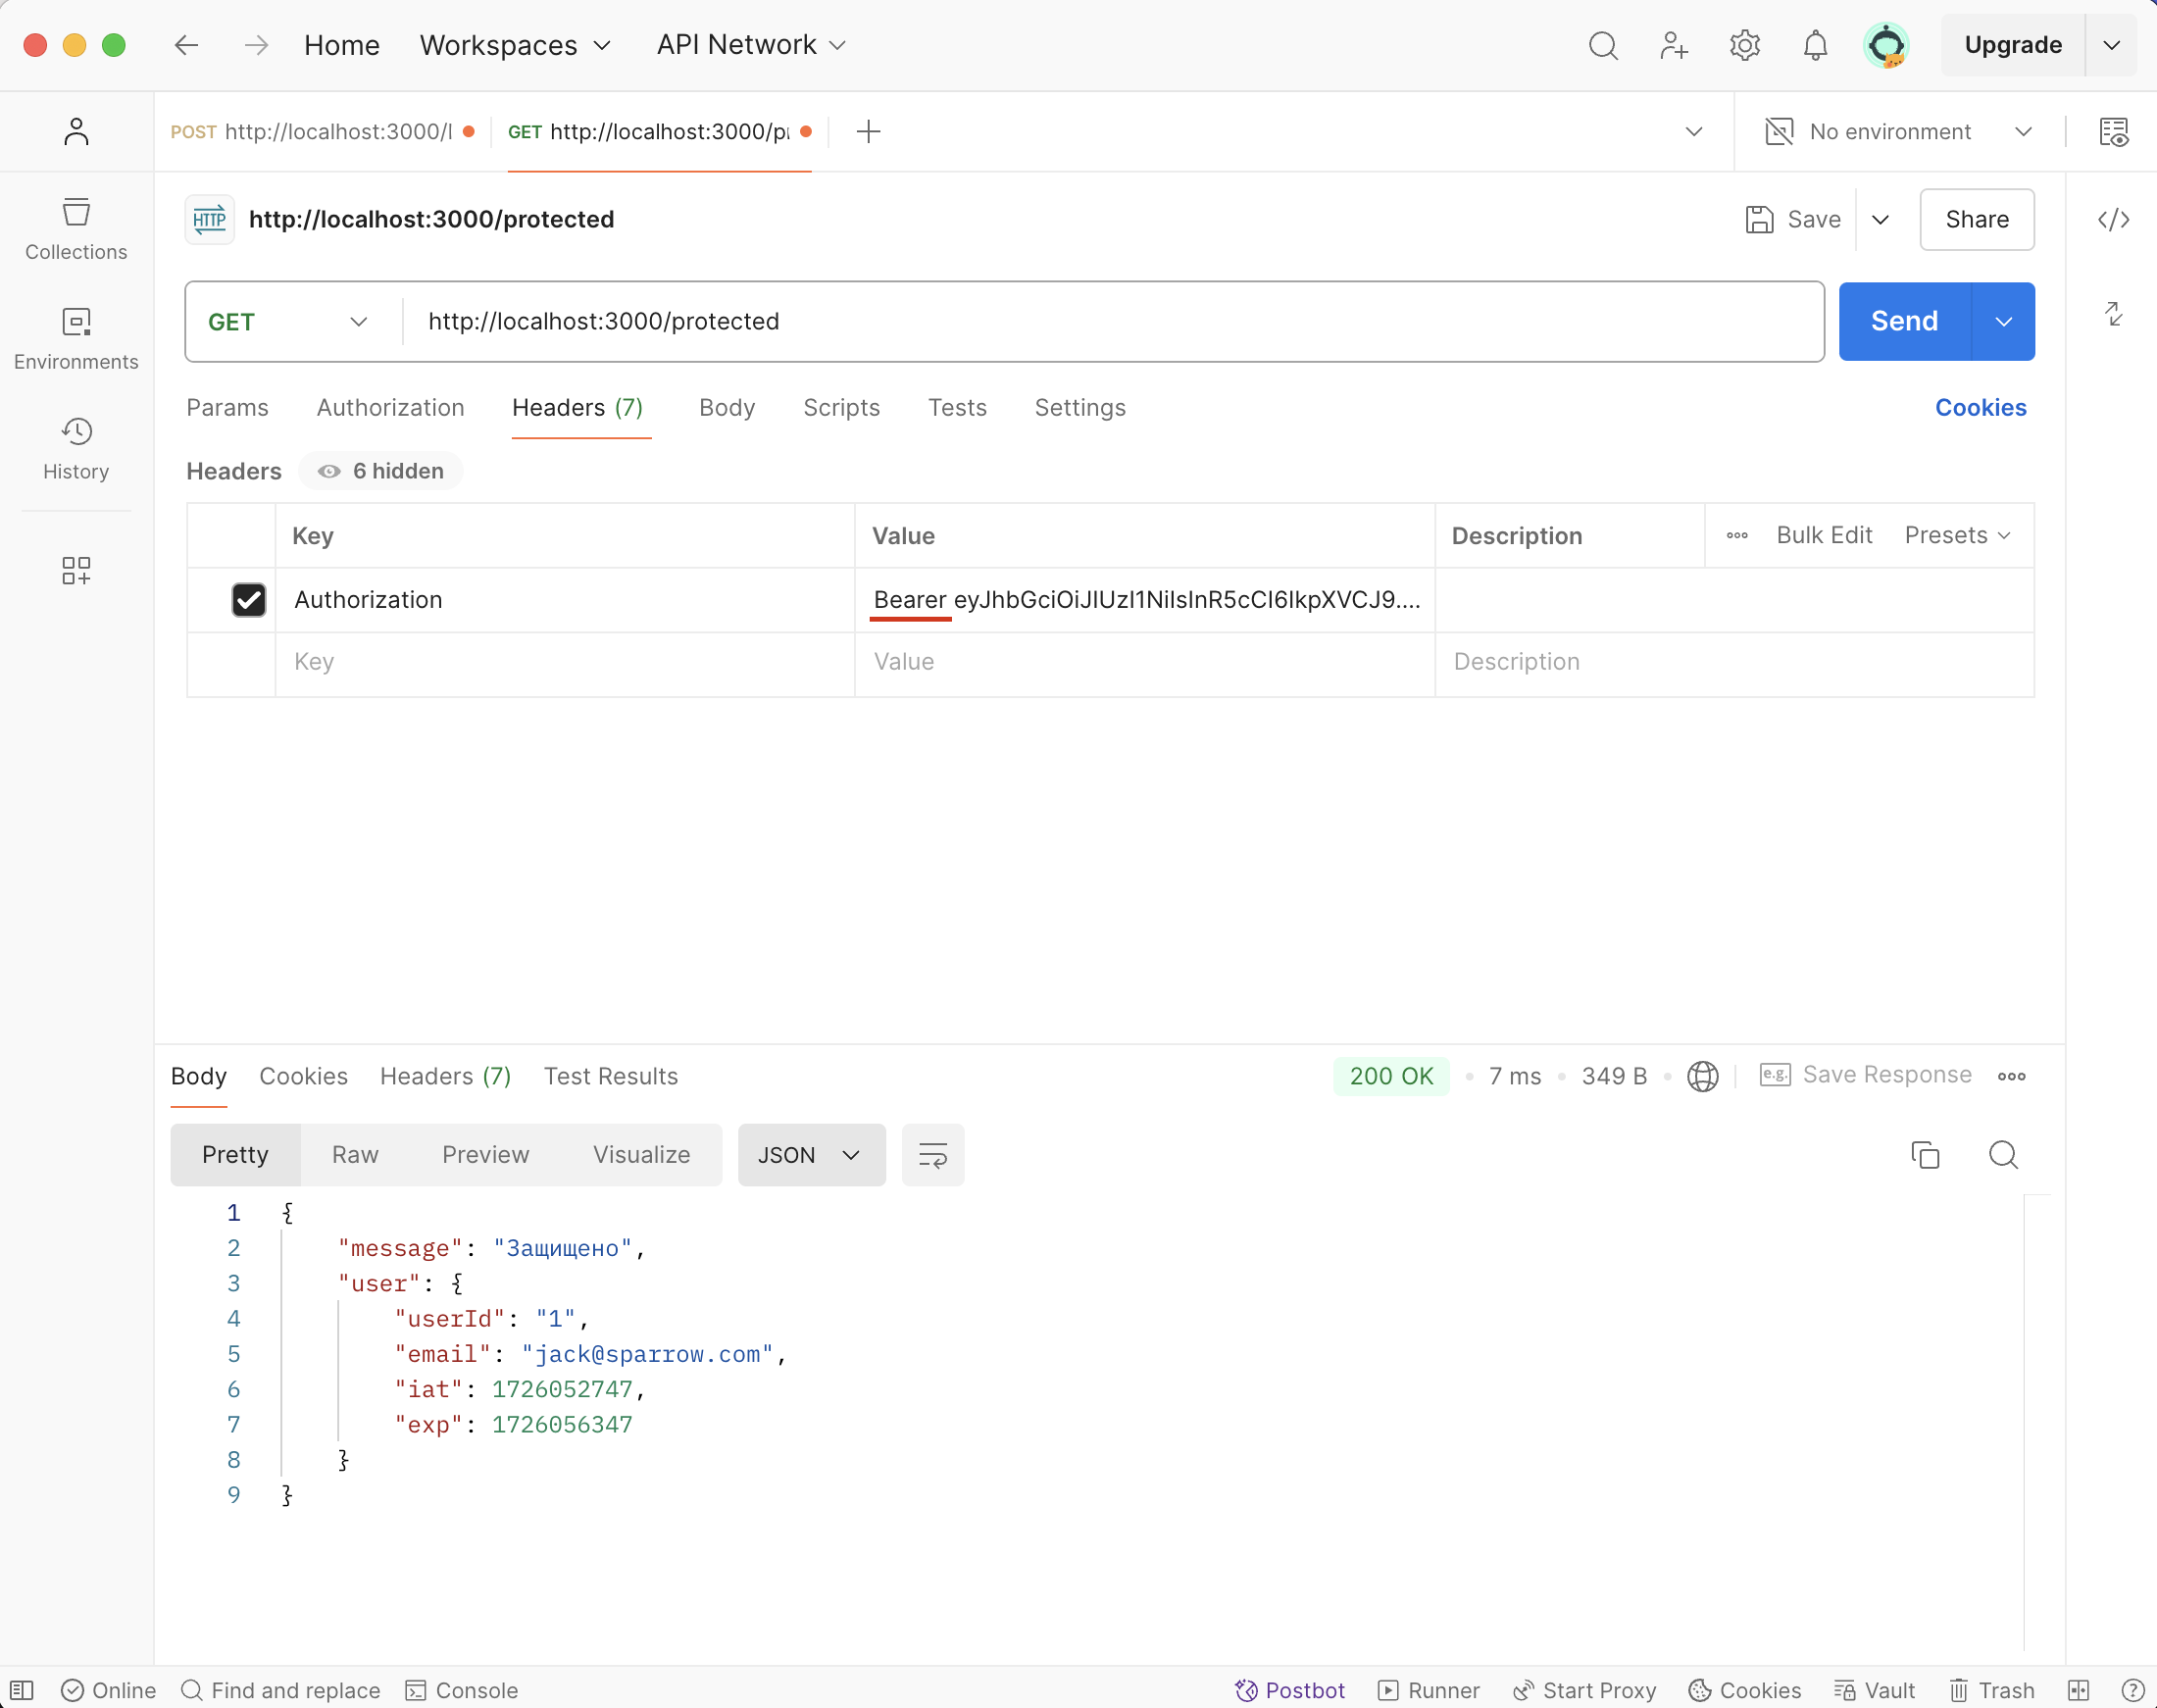 Home Workspaces API Network Upgrade
POST http://localhost:3000/l GET http://localhost:3000/p No environment
HTTP http://localhost:3000/protected Save Share
Collections
GET http://localhost:3000/protected Send
Environments
Params Authorization Headers (7) Body Scripts Tests Settings Cookies
History
Headers 6 hidden
Key Value Description Bulk Edit Presets
Authorization Bearer eyJhbGciOiJIUzI1NiIsInR5cCI6IkpXVCJ9....
Key Value Description
Body Cookies Headers (7) Test Results 200 OK 7 ms 349 B e.g. Save Response
Pretty Raw Preview Visualize JSON
1 {
2 "message": "Защищено",
3 "user": {
4 "userId": "1",
5 "email": "jack@sparrow.com",
6 "iat": 1726052747,
7 "exp": 1726056347
8 }
9 }
Online Find and replace Console Postbot Runner Start Proxy Cookies Vault Trash